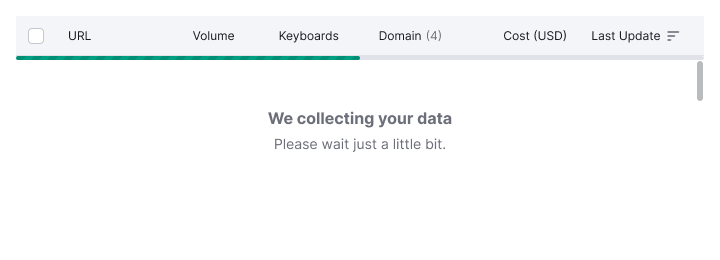 URL Volume Keyboards Domain (4) Cost (USD) Last Update
We collecting your data
Please wait just a little bit.